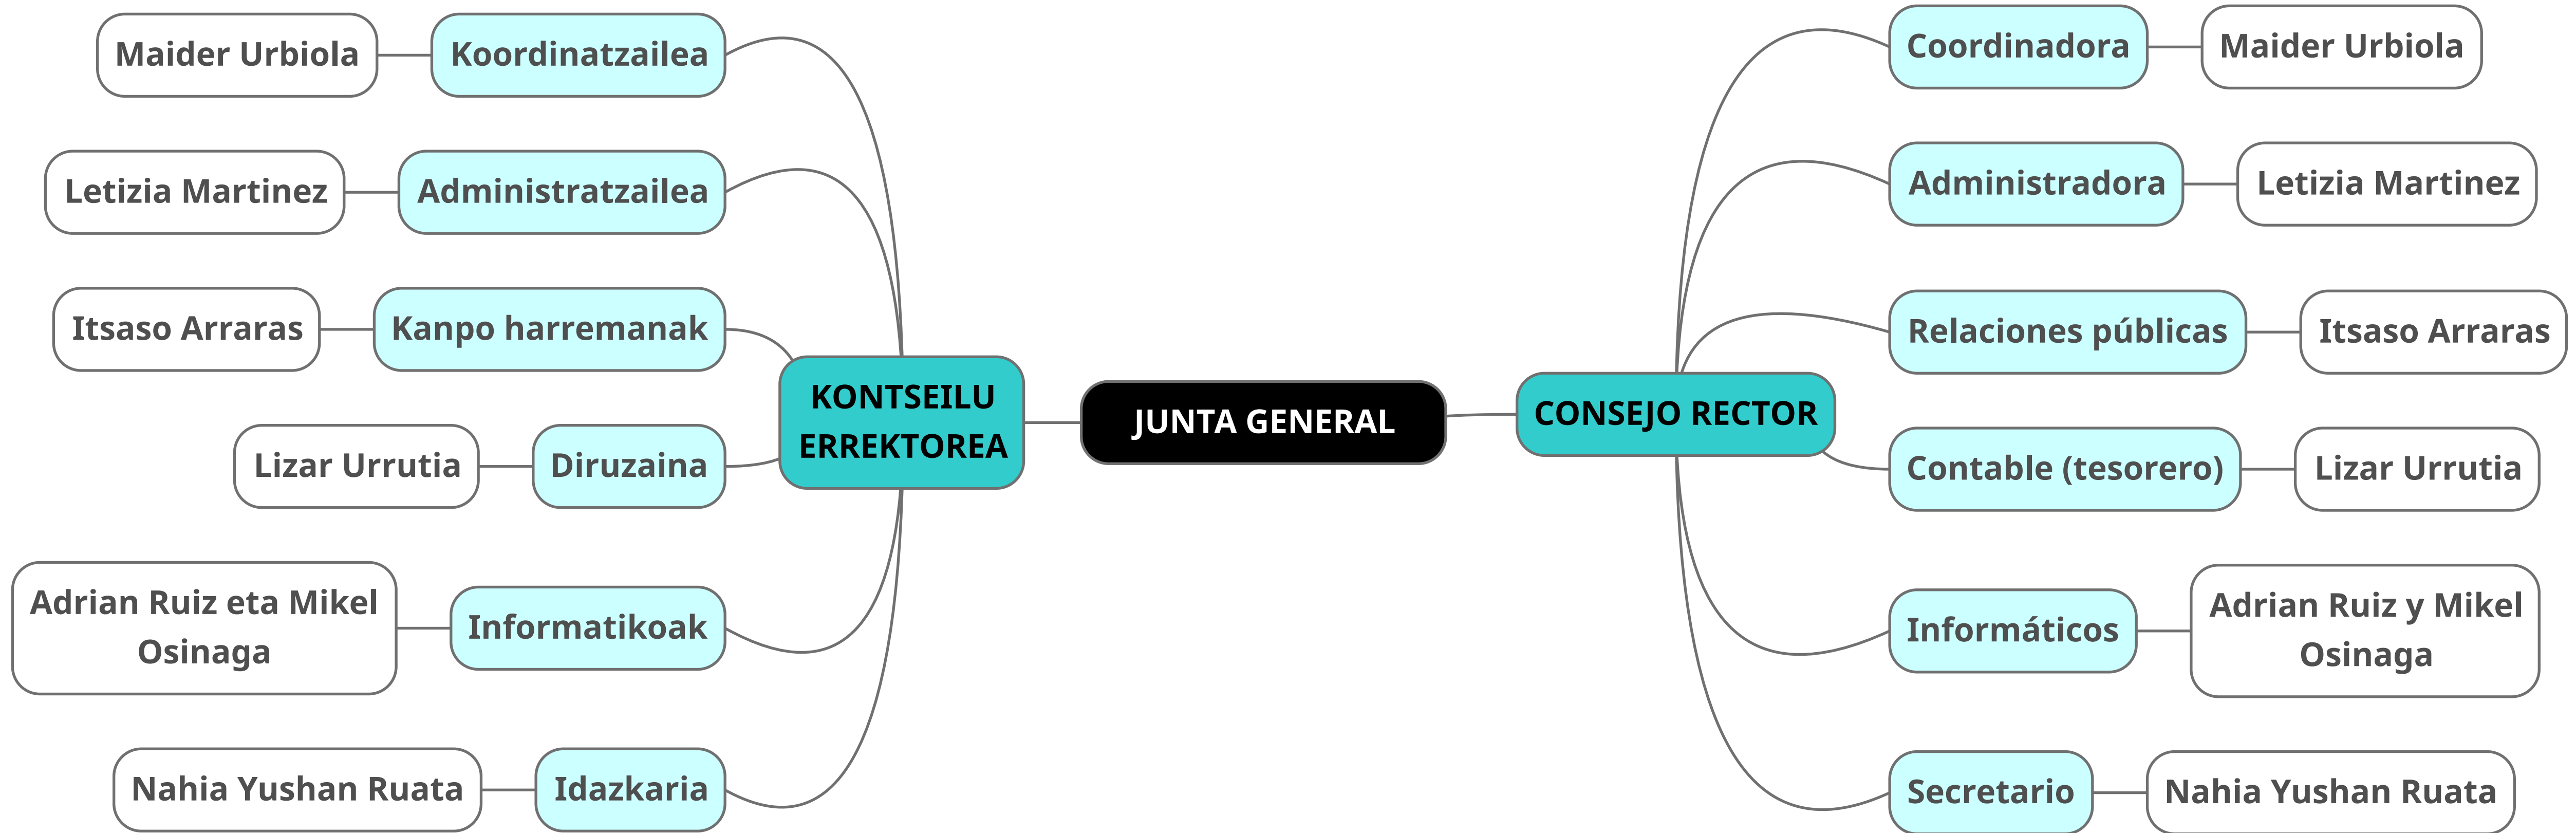 Maider Urbiola
Koordinatzailea
Letizia Martinez
Administratzailea
Itsaso Arraras
Kanpo harremanak
Lizar Urrutia
Diruzaina
Adrian Ruiz eta Mikel
Osinaga
Informatikoak
Nahia Yushan Ruata
Idazkaria
KONTSEILU
ERREKTOREA
JUNTA GENERAL
CONSEJO RECTOR
Coordinadora
Maider Urbiola
Administradora
Letizia Martinez
Relaciones públicas
Itsaso Arraras
Contable (tesorero)
Lizar Urrutia
Informáticos
Adrian Ruiz y Mikel
Osinaga
Secretario
Nahia Yushan Ruata